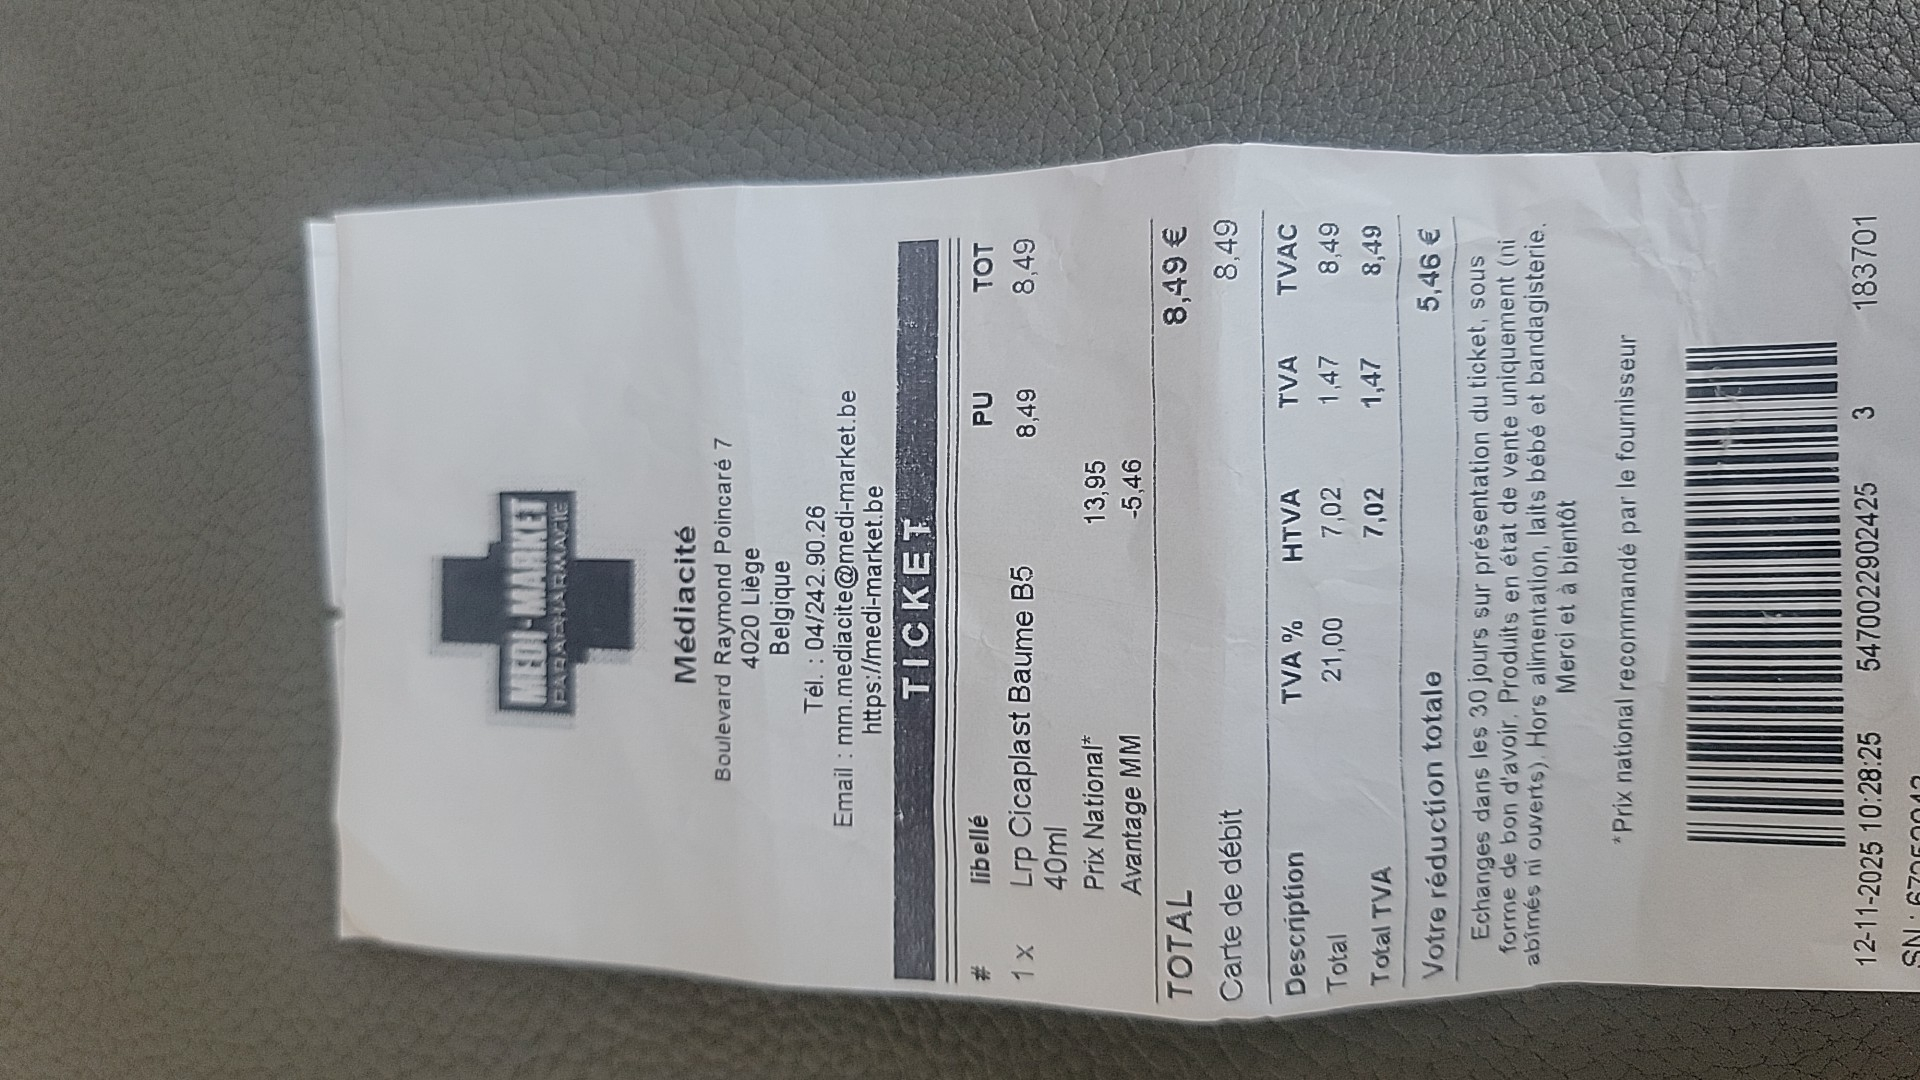 MEDI-MARKET
PARAPHARMACIE
Médiacité
Boulevard Raymond Poincaré 7
4020 Liège
Belgique
Tél. : 04/242.90.26
Email : mm.mediacite@medi-market.be
https://medi-market.be
TICKET
# libellé PU TOT
1 x Lrp Cicaplast Baume B5 8,49 8,49
40ml
Prix National* 13,95
Avantage MM -5,46
TOTAL 8,49 €
Carte de débit 8,49
Description TVA % HTVA TVA TVAC
Total 21,00 7,02 1,47 8,49
Total TVA 7,02 1,47 8,49
Votre réduction totale 5,46 €
Echanges dans les 30 jours sur présentation du ticket, sous
forme de bon d'avoir. Produits en état de vente uniquement (ni
abîmés ni ouverts). Hors alimentation, laits bébé et bandagisterie.
Merci et à bientôt
*Prix national recommandé par le fournisseur
12-11-2025 10:28:25 5470022902425 3 183701
SN :